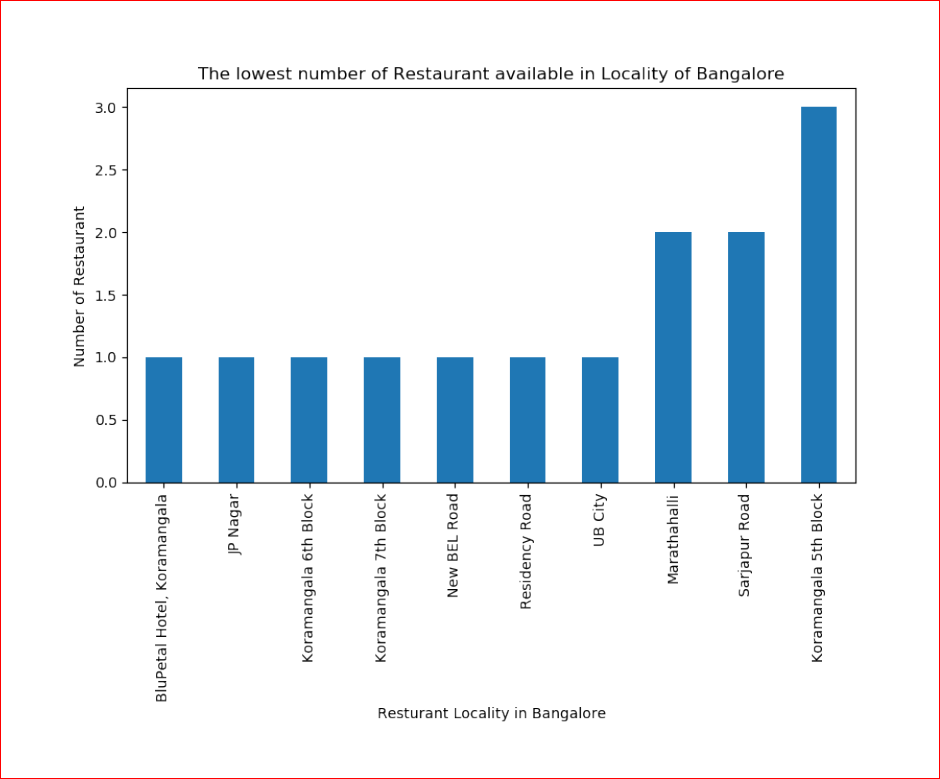 The lowest number of Restaurant available in Locality of Bangalore
Number of Restaurant
3.0
2.5
2.0
1.5
1.0
0.5
0.0
BluPetal Hotel, Koramangala
JP Nagar
Koramangala 6th Block
Koramangala 7th Block
New BEL Road
Residency Road
UB City
Marathahalli
Sarjapur Road
Koramangala 5th Block
Resturant Locality in Bangalore